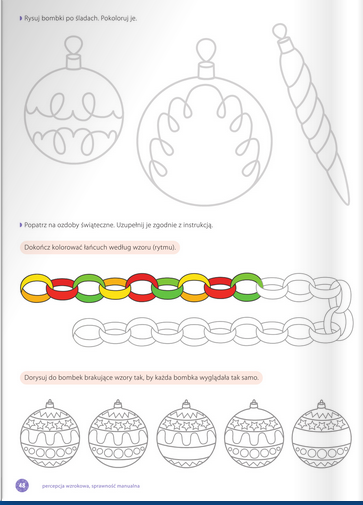 Rysuj bombki po śladach. Pokoloruj je.
Popatrz na ozdoby świąteczne. Uzupełnij je zgodnie z instrukcją.
Dokończ kolorować łańcuch według wzoru (rytmu).
Dorysuj do bombek brakujące wzory tak, by każda bombka wyglądała tak samo.
48 percepcja wzrokowa, sprawność manualna